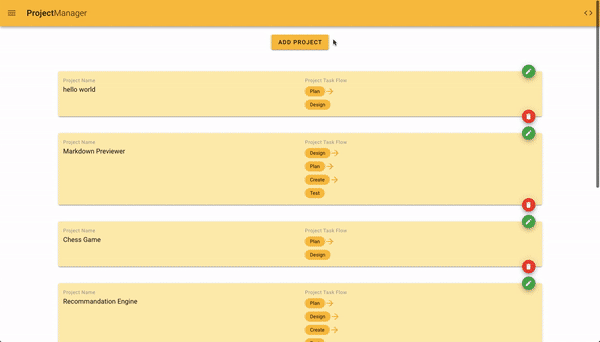 ProjectManager
<>
ADD PROJECT
Project Name
Project Task Flow
hello world
Plan
Design
Project Name
Project Task Flow
Markdown Previewer
Design
Plan
Create
Test
Project Name
Project Task Flow
Chess Game
Plan
Design
Project Name
Project Task Flow
Recommandation Engine
Plan
Design
Create